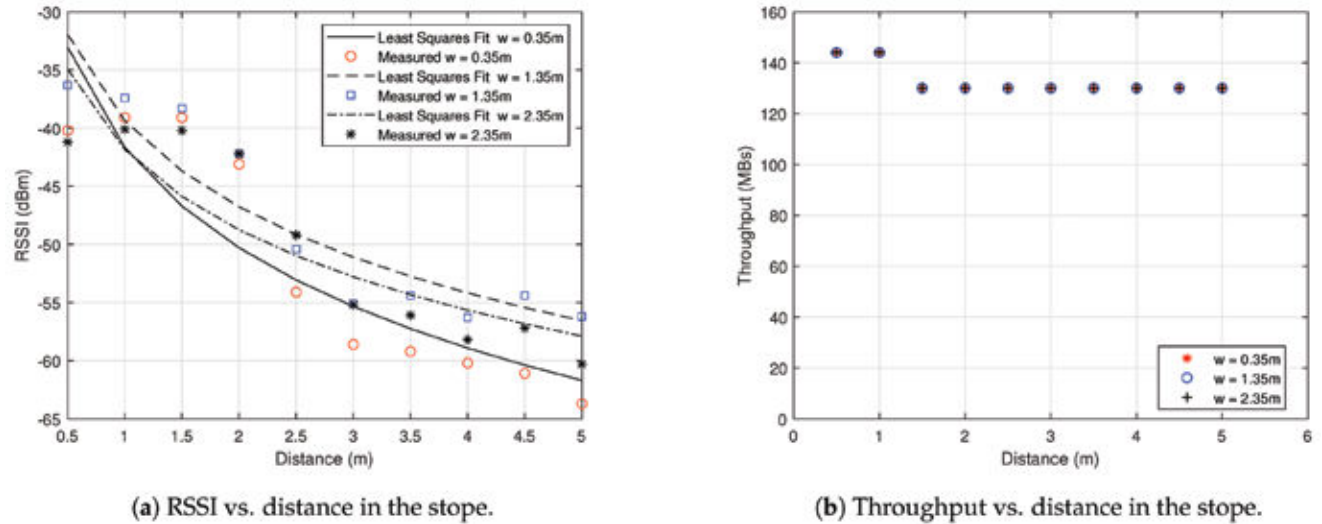 -30
-35
-40
-45
-50
-55
-60
-65
RSSI (dBm)
0.5 1 1.5 2 2.5 3 3.5 4 4.5 5
Distance (m)
Least Squares Fit w = 0.35m
Measured w = 0.35m
Least Squares Fit w = 1.35m
Measured w = 1.35m
Least Squares Fit w = 2.35m
Measured w = 2.35m
(a) RSSI vs. distance in the stope.
160
140
120
100
80
60
40
20
0
Throughput (MBs)
0 1 2 3 4 5 6
Distance (m)
w = 0.35m
w = 1.35m
w = 2.35m
(b) Throughput vs. distance in the stope.